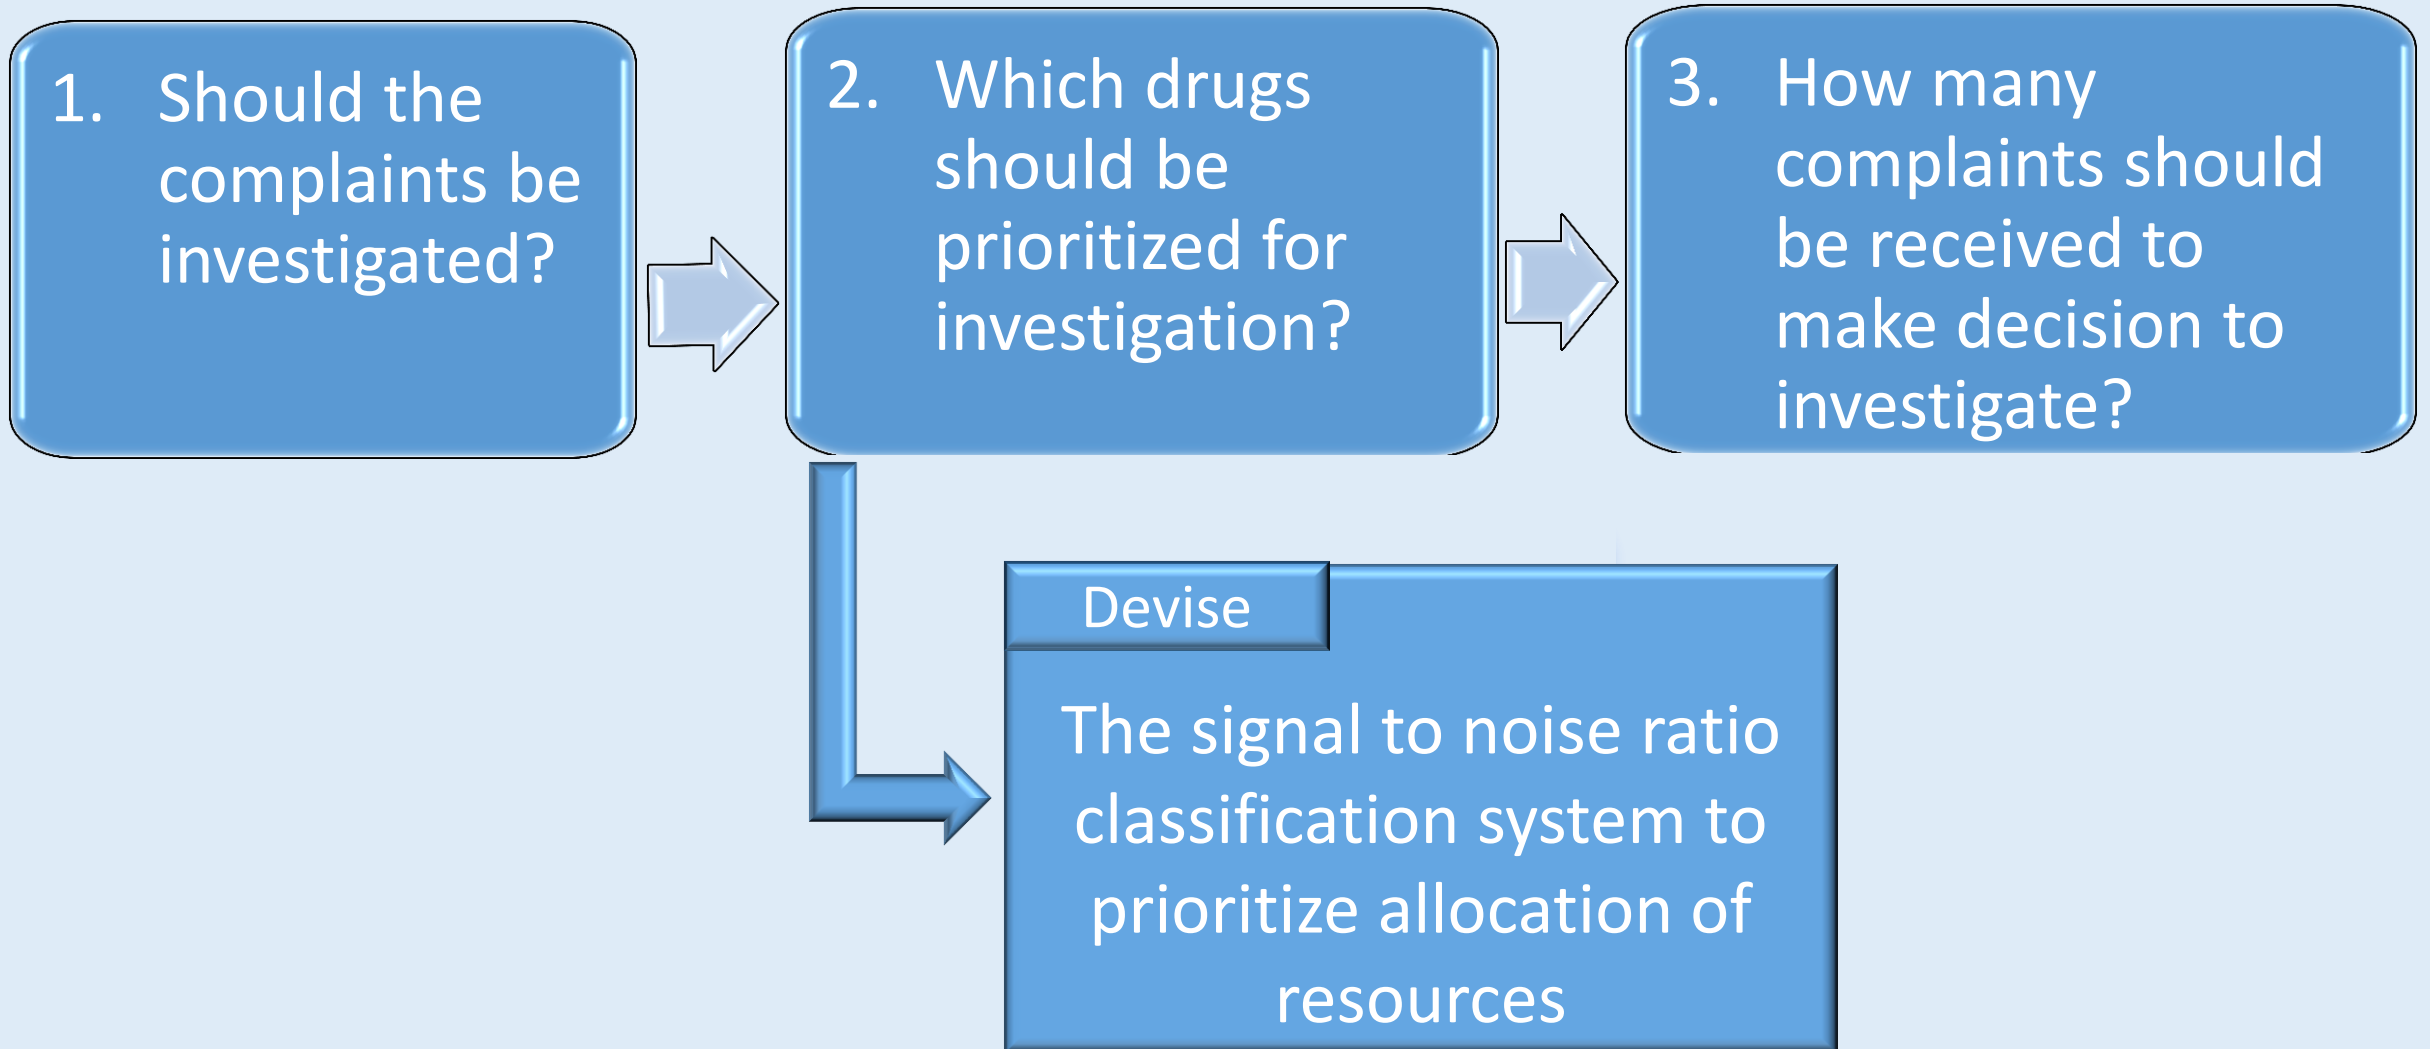 1. Should the
complaints be
investigated?
2. Which drugs
should be
prioritized for
investigation?
3. How many
complaints should
be received to
make decision to
investigate?
Devise
The signal to noise ratio
classification system to
prioritize allocation of
resources